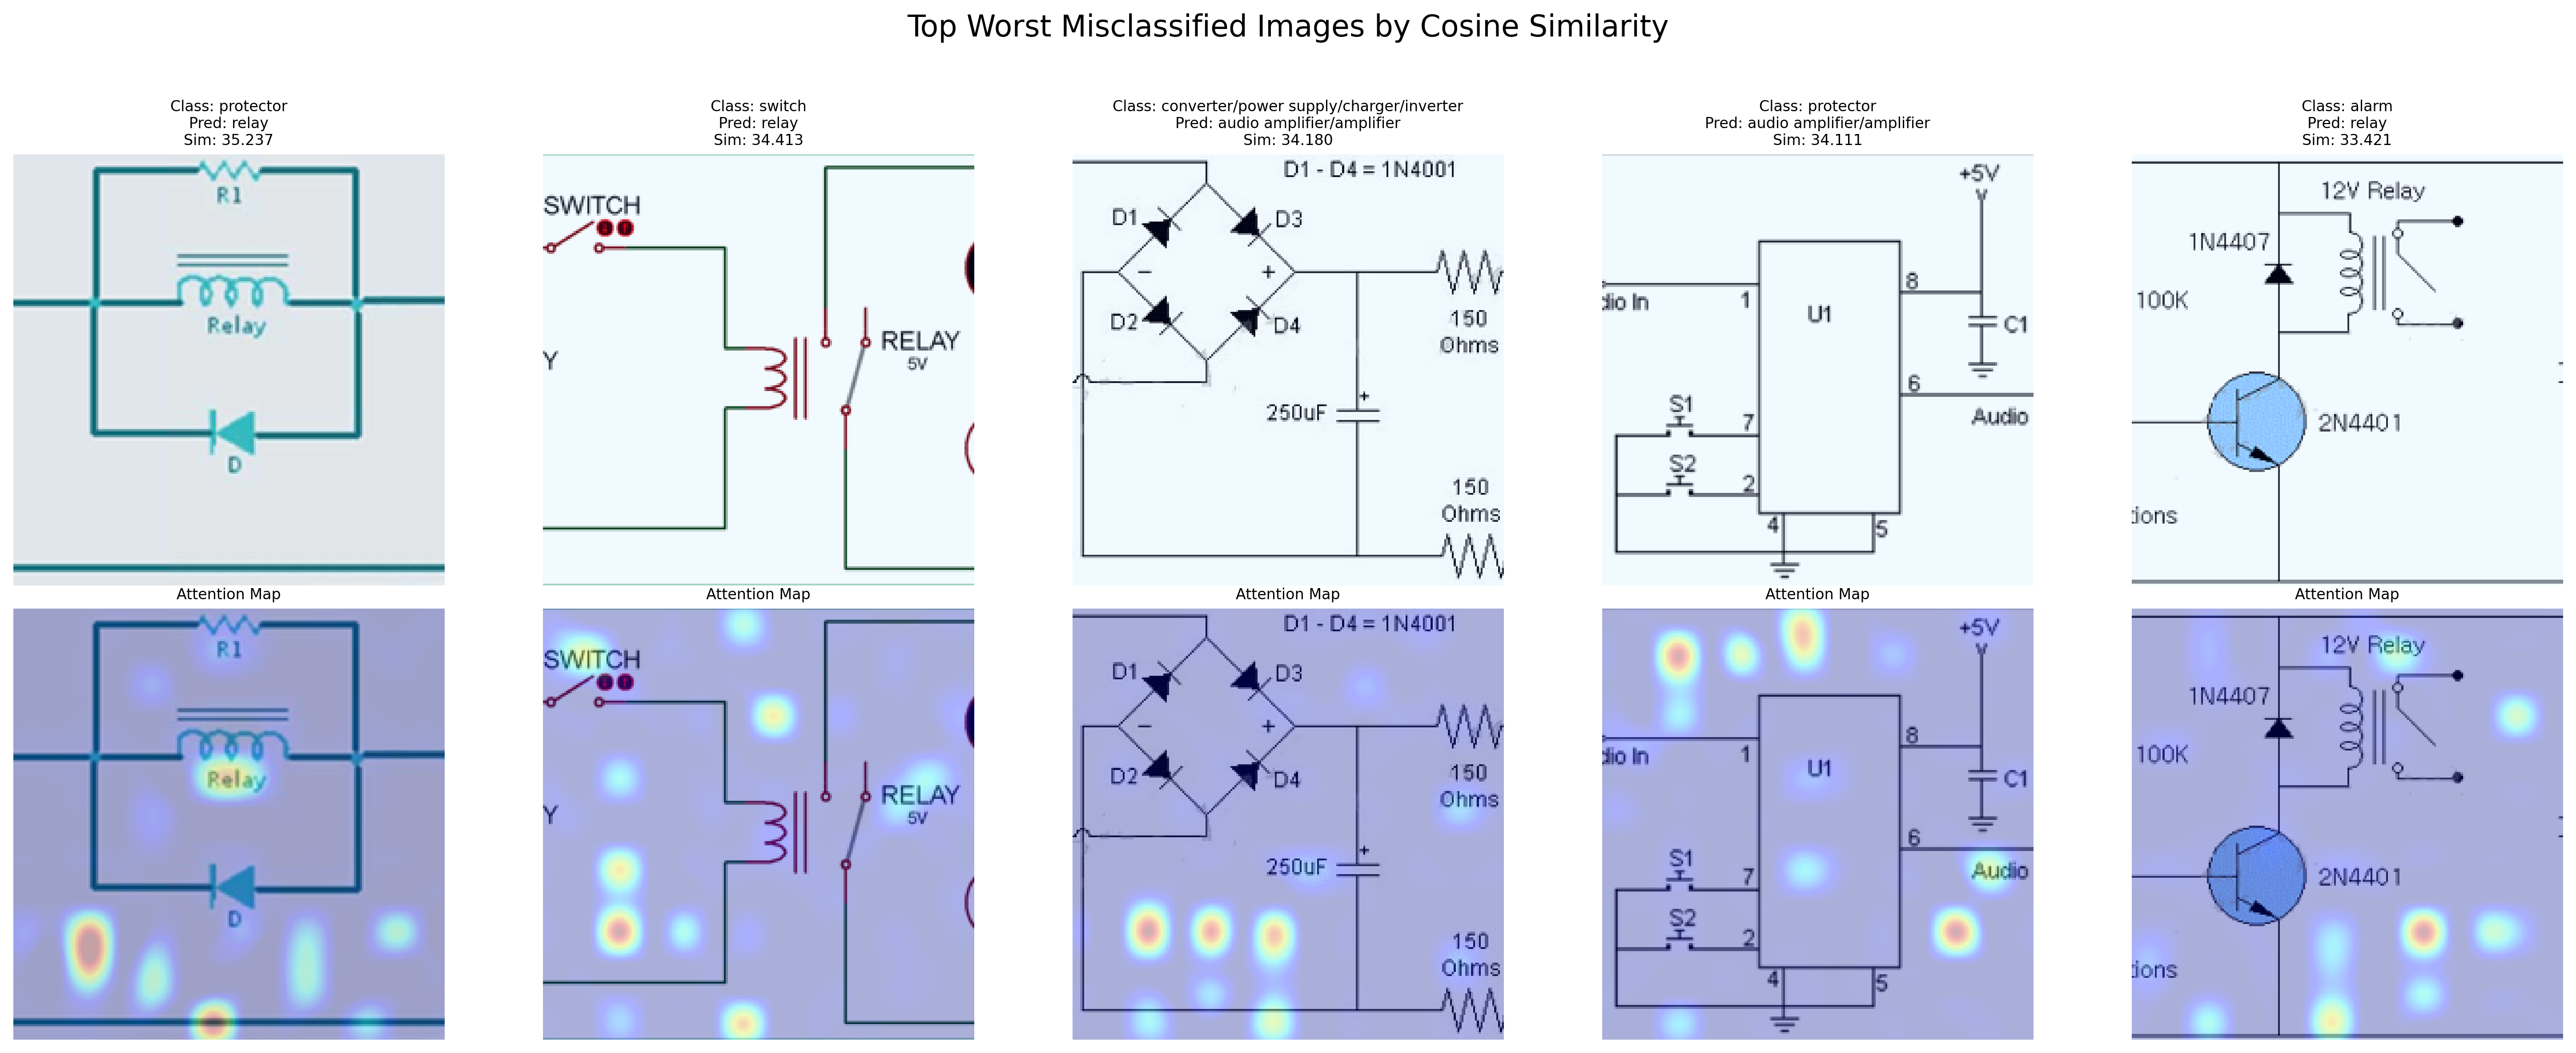 Top Worst Misclassified Images by Cosine Similarity
Class: protector
Pred: relay
Sim: 35.237
R1
Relay
D
Class: switch
Pred: relay
Sim: 34.413
SWITCH
Y
RELAY
5V
Class: converter/power supply/charger/inverter
Pred: audio amplifier/amplifier
Sim: 34.180
D1 - D4 = 1N4001
D1
D3
−
+
D2
D4
150
Ohms
+
250uF
150
Ohms
Class: protector
Pred: audio amplifier/amplifier
Sim: 34.111
+5V
dio In
1
U1
8
C1
6
Audio
S1
7
S2
2
4
5
Class: alarm
Pred: relay
Sim: 33.421
12V Relay
1N4407
100K
2N4401
tions
Attention Map
R1
Relay
D
Attention Map
SWITCH
Y
RELAY
5V
Attention Map
D1 - D4 = 1N4001
D1
D3
−
+
D2
D4
150
Ohms
+
250uF
150
Ohms
Attention Map
+5V
dio In
1
U1
8
C1
6
Audio
S1
7
S2
2
4
5
Attention Map
12V Relay
1N4407
100K
2N4401
tions